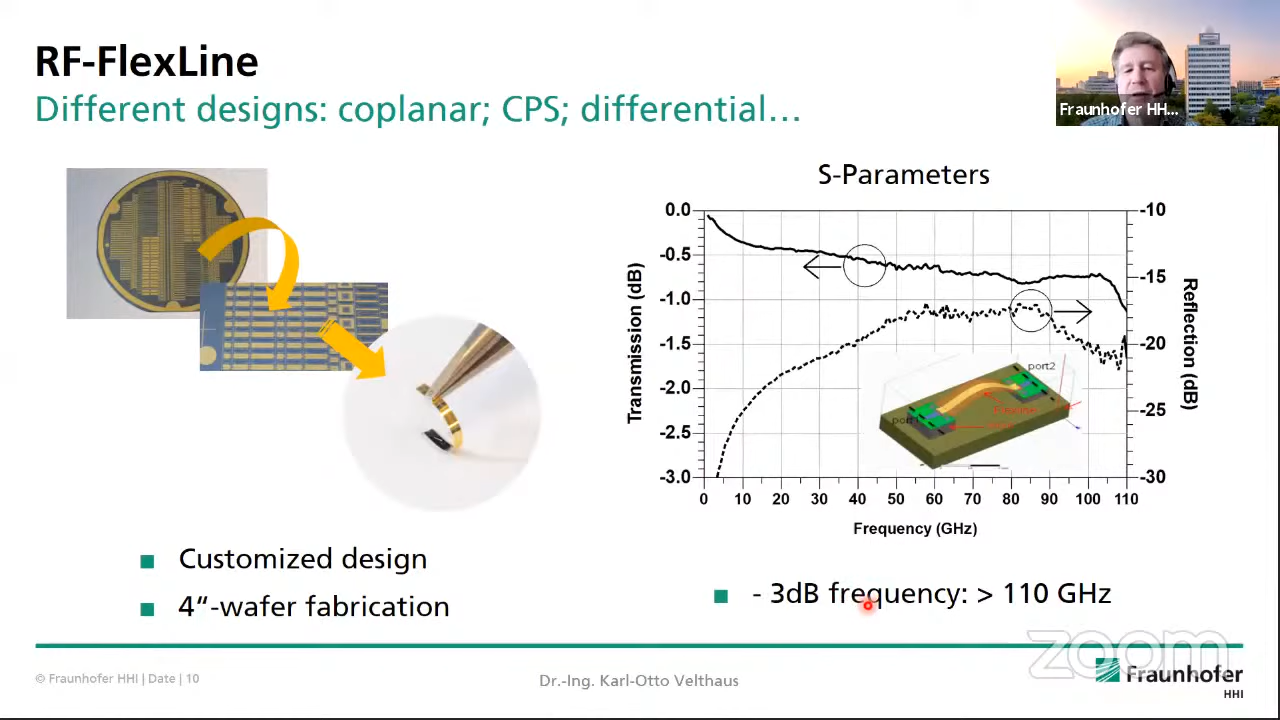 RF-FlexLine
Different designs: coplanar; CPS; differential…
Fraunhofer HH...
S-Parameters
Transmission (dB)
0.0
-0.5
-1.0
-1.5
-2.0
-2.5
-3.0
-10
-15
-20
-25
-30
Reflection (dB)
port2
port1
0 10 20 30 40 50 60 70 80 90 100 110
Frequency (GHz)
Customized design
4“-wafer fabrication
- 3dB frequency: > 110 GHz
zoom
© Fraunhofer HHI | Date | 10
Dr.-Ing. Karl-Otto Velthaus
Fraunhofer
HHI